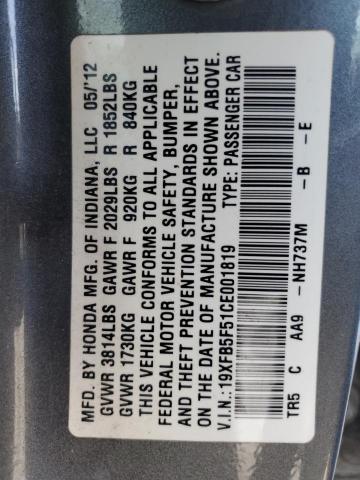 MFD. BY HONDA MFG. OF INDIANA, LLC 05/'12
GVWR 3814LBS GAWR F 2029LBS R 1852LBS
GVWR 1730KG GAWR F 920KG R 840KG
THIS VEHICLE CONFORMS TO ALL APPLICABLE
FEDERAL MOTOR VEHICLE SAFETY, BUMPER,
AND THEFT PREVENTION STANDARDS IN EFFECT
ON THE DATE OF MANUFACTURE SHOWN ABOVE.
V.I.N.: 19XFB5F51CE001819 TYPE: PASSENGER CAR
TR5 C AA9 - NH737M - B - E